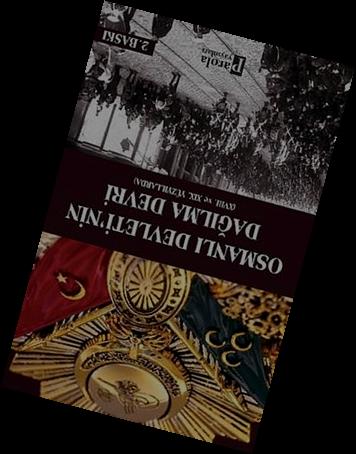 OSMANLI DEVLETİ'NİN
DAĞILMA DEVRİ
(XVIII. ve XIX. YÜZYILLARDA)
Parola
yayınları
2. BASKI